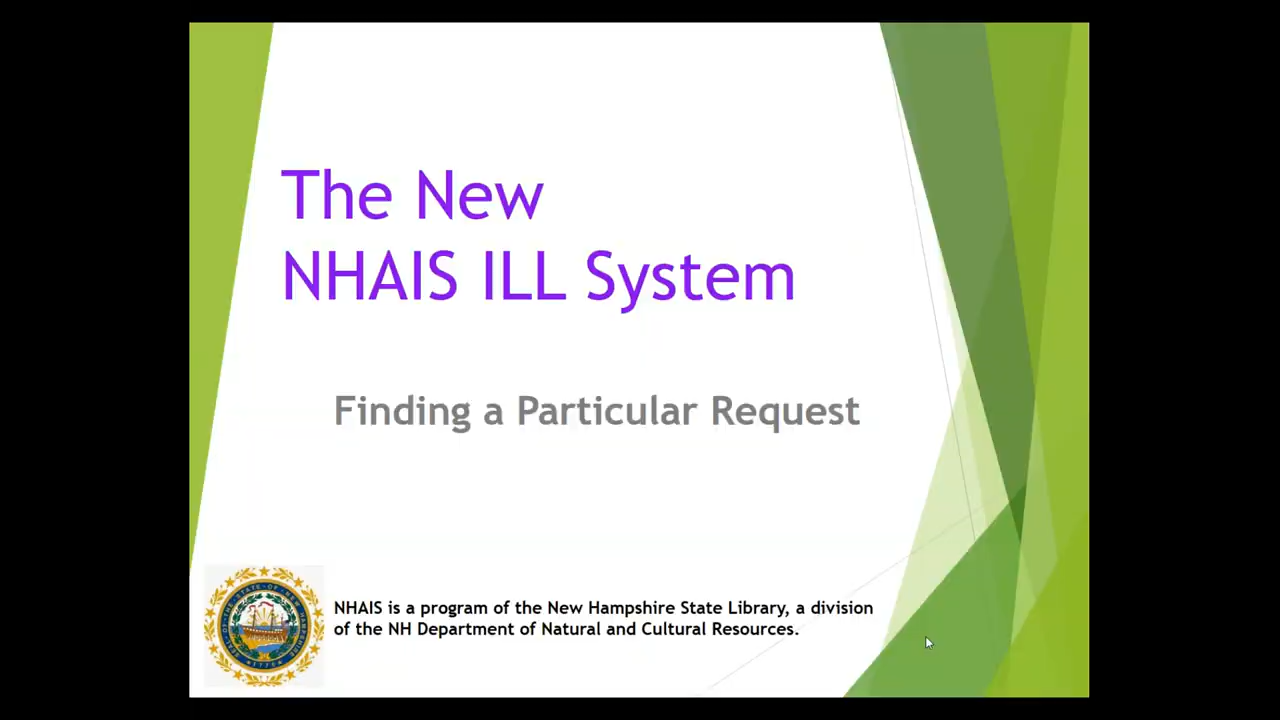 The New
NHAIS ILL System
Finding a Particular Request
NHAIS is a program of the New Hampshire State Library, a division
of the NH Department of Natural and Cultural Resources.